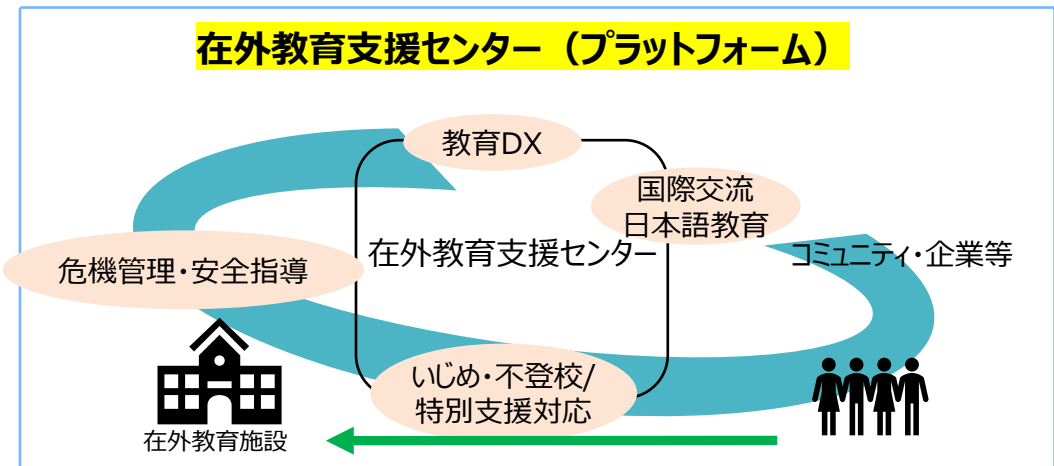 在外教育支援センター（プラットフォーム）
教育DX
国際交流
日本語教育
在外教育支援センター
コミュニティ・企業等
危機管理・安全指導
いじめ・不登校/
特別支援対応
在外教育施設